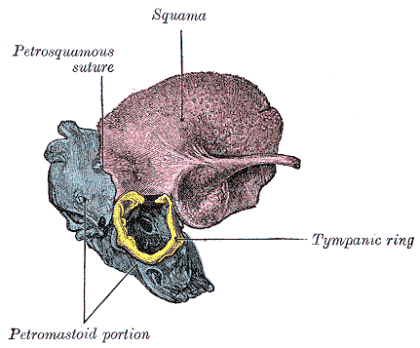 Squama
Petrosquamous
suture
Tympanic ring
Petromastoid portion